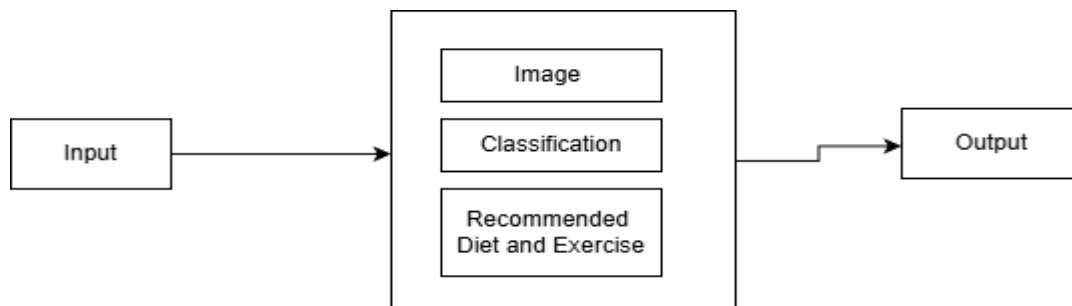 Input
Image
Classification
Recommended
Diet and Exercise
Output